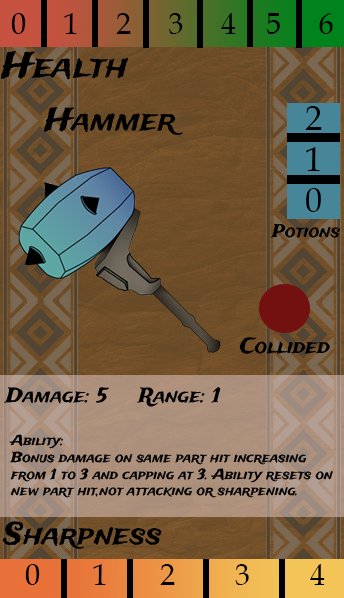 0 1 2 3 4 5 6
Health
Hammer
2
1
0
Potions
Collided
Damage: 5 Range: 1
Ability:
Bonus damage on same part hit increasing
from 1 to 3 and capping at 3. Ability resets on
new part hit,not attacking or sharpening.
Sharpness
0 1 2 3 4